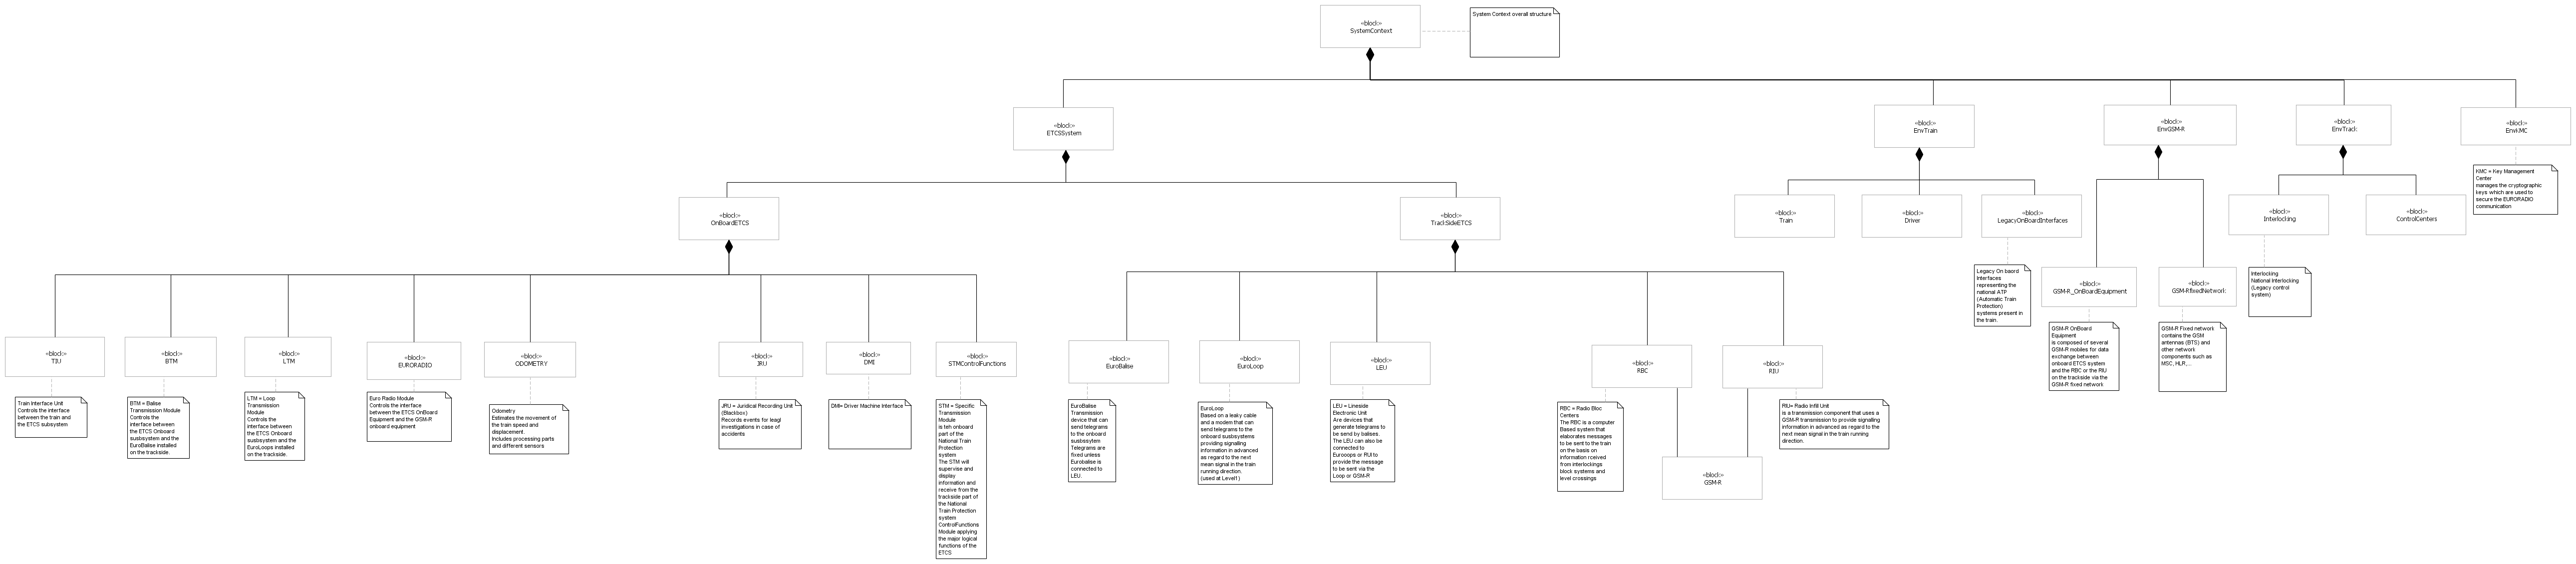 «block»
SystemContext
System Context overall structure
«block»
ETCSSystem
«block»
EnvTrain
«block»
EnvGSM-R
«block»
EnvTrack
«block»
EnvKMC
KMC = Key Management
Center
manages the cryptographic
keys which are used to
secure the EURORADIO
communication
«block»
OnBoardETCS
«block»
TrackSideETCS
«block»
Train
«block»
Driver
«block»
LegacyOnBoardInterfaces
«block»
Interlocking
«block»
ControlCenters
Legacy On baord
Interfaces
representing the
national ATP
(Automatic Train
Protection)
systems present in
the train.
«block»
GSM-R_OnBoardEquipment
«block»
GSM-RfixedNetwork
Interlocking
National Interlocking
(Legacy control
system)
GSM-R OnBoard
Equipment
is composed of several
GSM-R mobiles for data
exchange between
onboard ETCS system
and the RBC or the RIU
on the trackside via the
GSM-R fixed network
GSM-R Fixed network
contains the GSM
antennas (BTS) and
other network
components such as
MSC, HLR,...
«block»
TIU
«block»
BTM
«block»
LTM
«block»
EURORADIO
«block»
ODOMETRY
«block»
JRU
«block»
DMI
«block»
STMControlFunctions
«block»
EuroBalise
«block»
EuroLoop
«block»
LEU
«block»
RBC
«block»
RIU
Train Interface Unit
Controls the interface
between the train and
the ETCS subsystem
BTM = Balise
Transmission Module
Controls the
interface between
the ETCS Onboard
susbsystem and the
EuroBalise installed
on the trackside.
LTM = Loop
Transmission
Module
Controls the
interface between
the ETCS Onboard
susbsystem and the
EuroLoops installed
on the trackside.
Euro Radio Module
Controls the interface
between the ETCS OnBoard
Equipment and the GSM-R
onboard equipment
Odometry
Estimates the movement of
the train speed and
displacement.
Includes processing parts
and different sensors
JRU = Juridical Recording Unit
(Blackbox)
Records events for leagl
investigations in case of
accidents
DMI= Driver Machine Interface
STM = Specific
Transmission
Module
is teh onboard
part of the
National Train
Protection
system
The STM will
supervise and
display
information and
receive from the
trackside part of
the National
Train Protection
system
ControlFunctions
Module applying
the major logical
functions of the
ETCS
EuroBalise
Transmission
device that can
send telegrams
to the onboard
susbssytem
Telegrams are
fixed unless
Eurobalise is
connected to
LEU.
EuroLoop
Based on a leaky cable
and a modem that can
send telegrams to the
onboard susbsystems
providing signalling
information in advanced
as regard to the next
mean signal in the train
running direction.
(used at Level1)
LEU = Lineside
Electronic Unit
Are devices that
generate telegrams to
be send by balises.
The LEU can also be
connected to
Eurooops or RUI to
provide the message
to be sent via the
Loop or GSM-R
RBC = Radio Bloc
Centers
The RBC is a computer
Based system that
elaborates messages
to be sent to the train
on the basis on
information rceived
from interlockings
block systems and
level crossings
RIU= Radio Infill Unit
is a transmission component that uses a
GSM-R transmission to provide signalling
information in advanced as regard to the
next mean signal in the train running
direction.
«block»
GSM-R